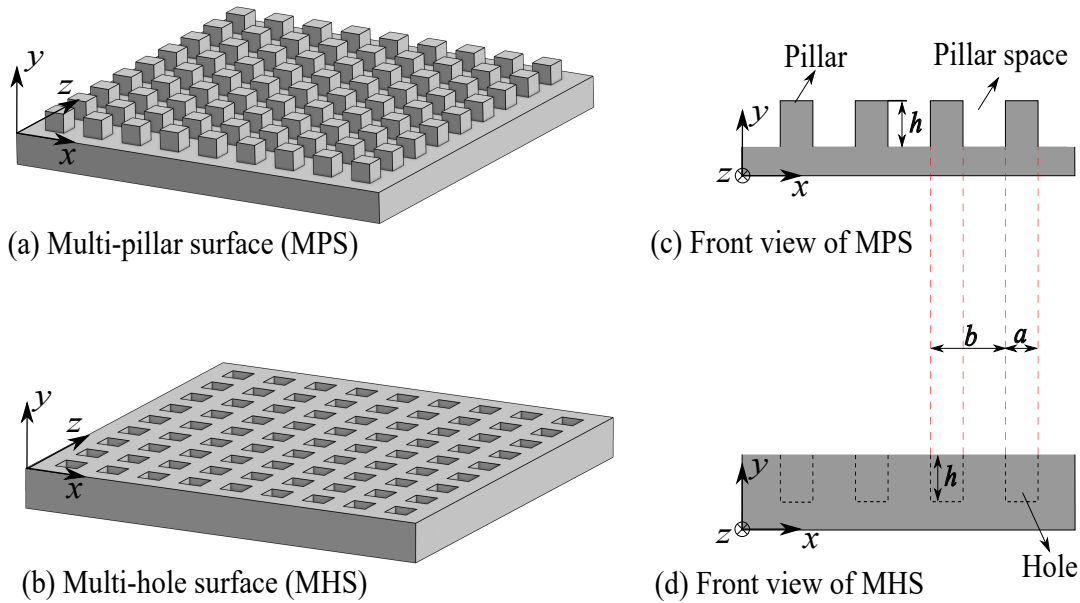 y
z
x
(a) Multi-pillar surface (MPS)
Pillar
Pillar space
y
h
z
x
(c) Front view of MPS
b
a
y
z
x
(b) Multi-hole surface (MHS)
y
h
z
x
Hole
(d) Front view of MHS